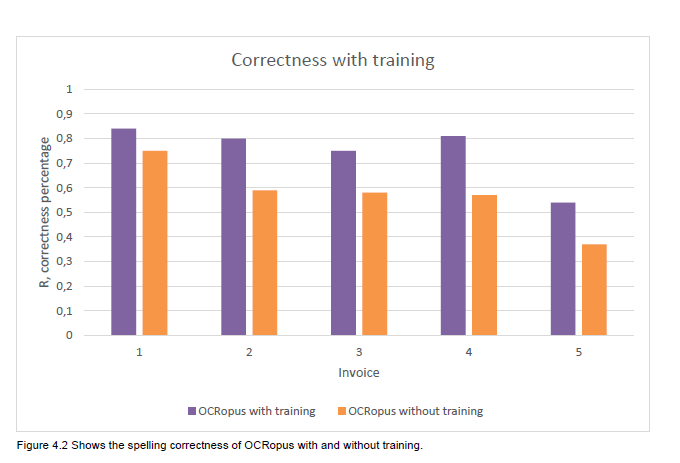 Correctness with training
R, correctness percentage
1
0,9
0,8
0,7
0,6
0,5
0,4
0,3
0,2
0,1
0
1 2 3 4 5
Invoice
OCRopus with training OCRopus without training
Figure 4.2 Shows the spelling correctness of OCRopus with and without training.